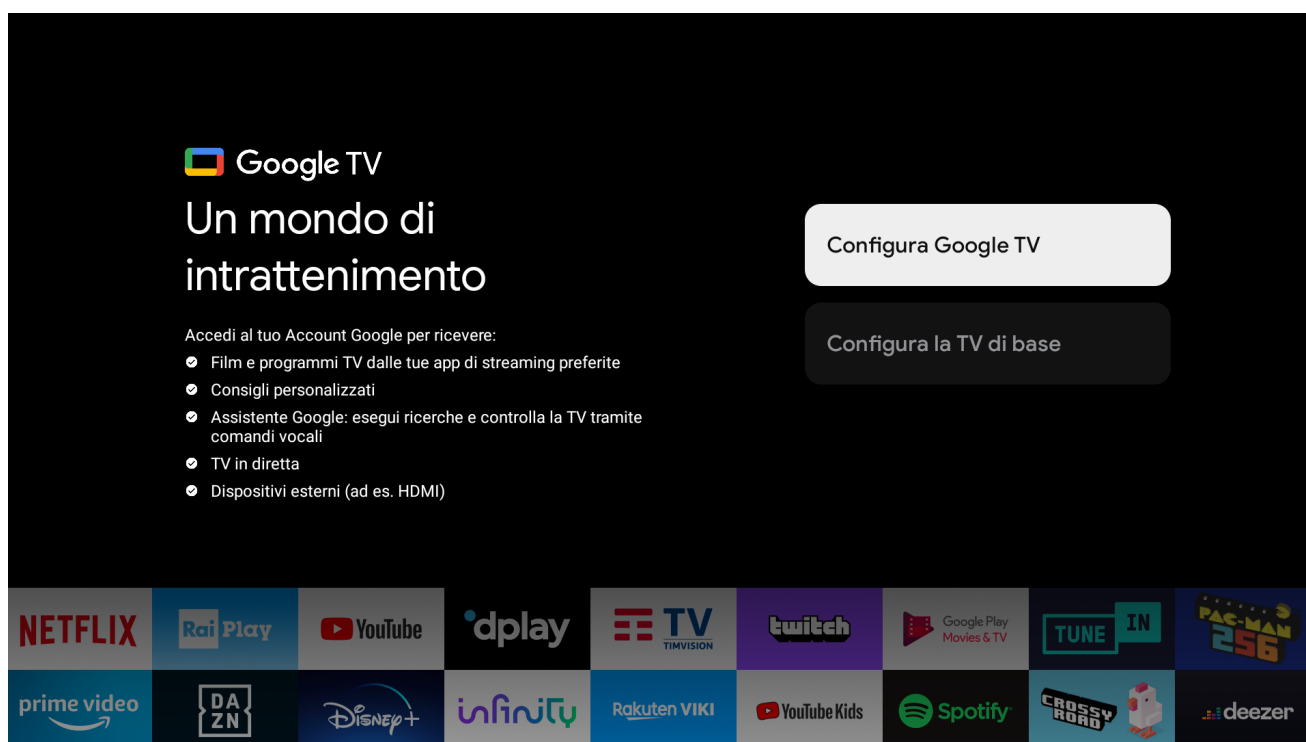 Google TV
Un mondo di
intrattenimento
Accedi al tuo Account Google per ricevere:
Film e programmi TV dalle tue app di streaming preferite
Consigli personalizzati
Assistente Google: esegui ricerche e controlla la TV tramite
comandi vocali
TV in diretta
Dispositivi esterni (ad es. HDMI)
Configura Google TV
Configura la TV di base
NETFLIX
Rai Play
YouTube
dplay
TV
TIMVISION
twitch
Google Play
Movies & TV
TUNE IN
PAC-MAN
256
prime video
DA
ZN
Disney+
infinity
Rakuten VIKI
YouTube Kids
Spotify
CROSSY
ROAD
deezer